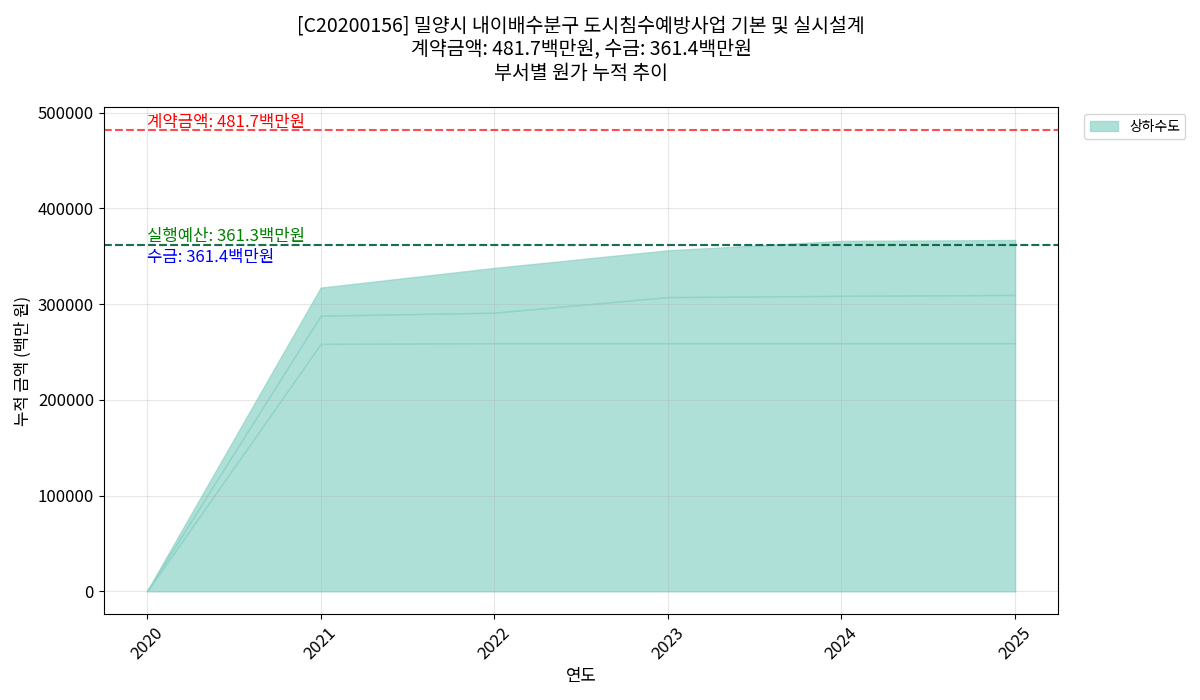 [C20200156] 밀양시 내이배수분구 도시침수예방사업 기본 및 실시설계
계약금액: 481.7백만원, 수금: 361.4백만원
부서별 원가 누적 추이
500000
계약금액: 481.7백만원
상하수도
400000
실행예산: 361.3백만원
수금: 361.4백만원
300000
200000
100000
0
누적 금액 (백만 원)
2020
2021
2022
2023
2024
2025
연도